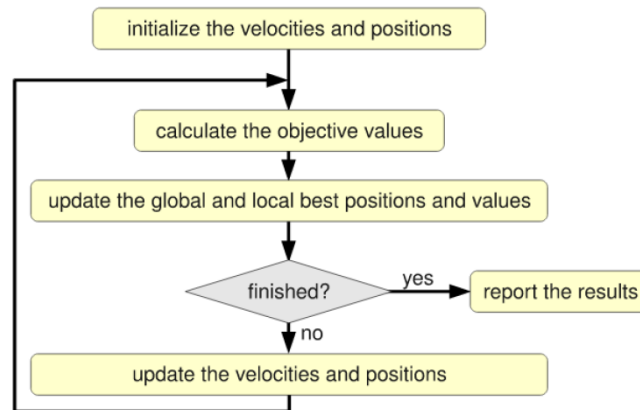 initialize the velocities and positions
calculate the objective values
update the global and local best positions and values
finished?
yes
report the results
no
update the velocities and positions